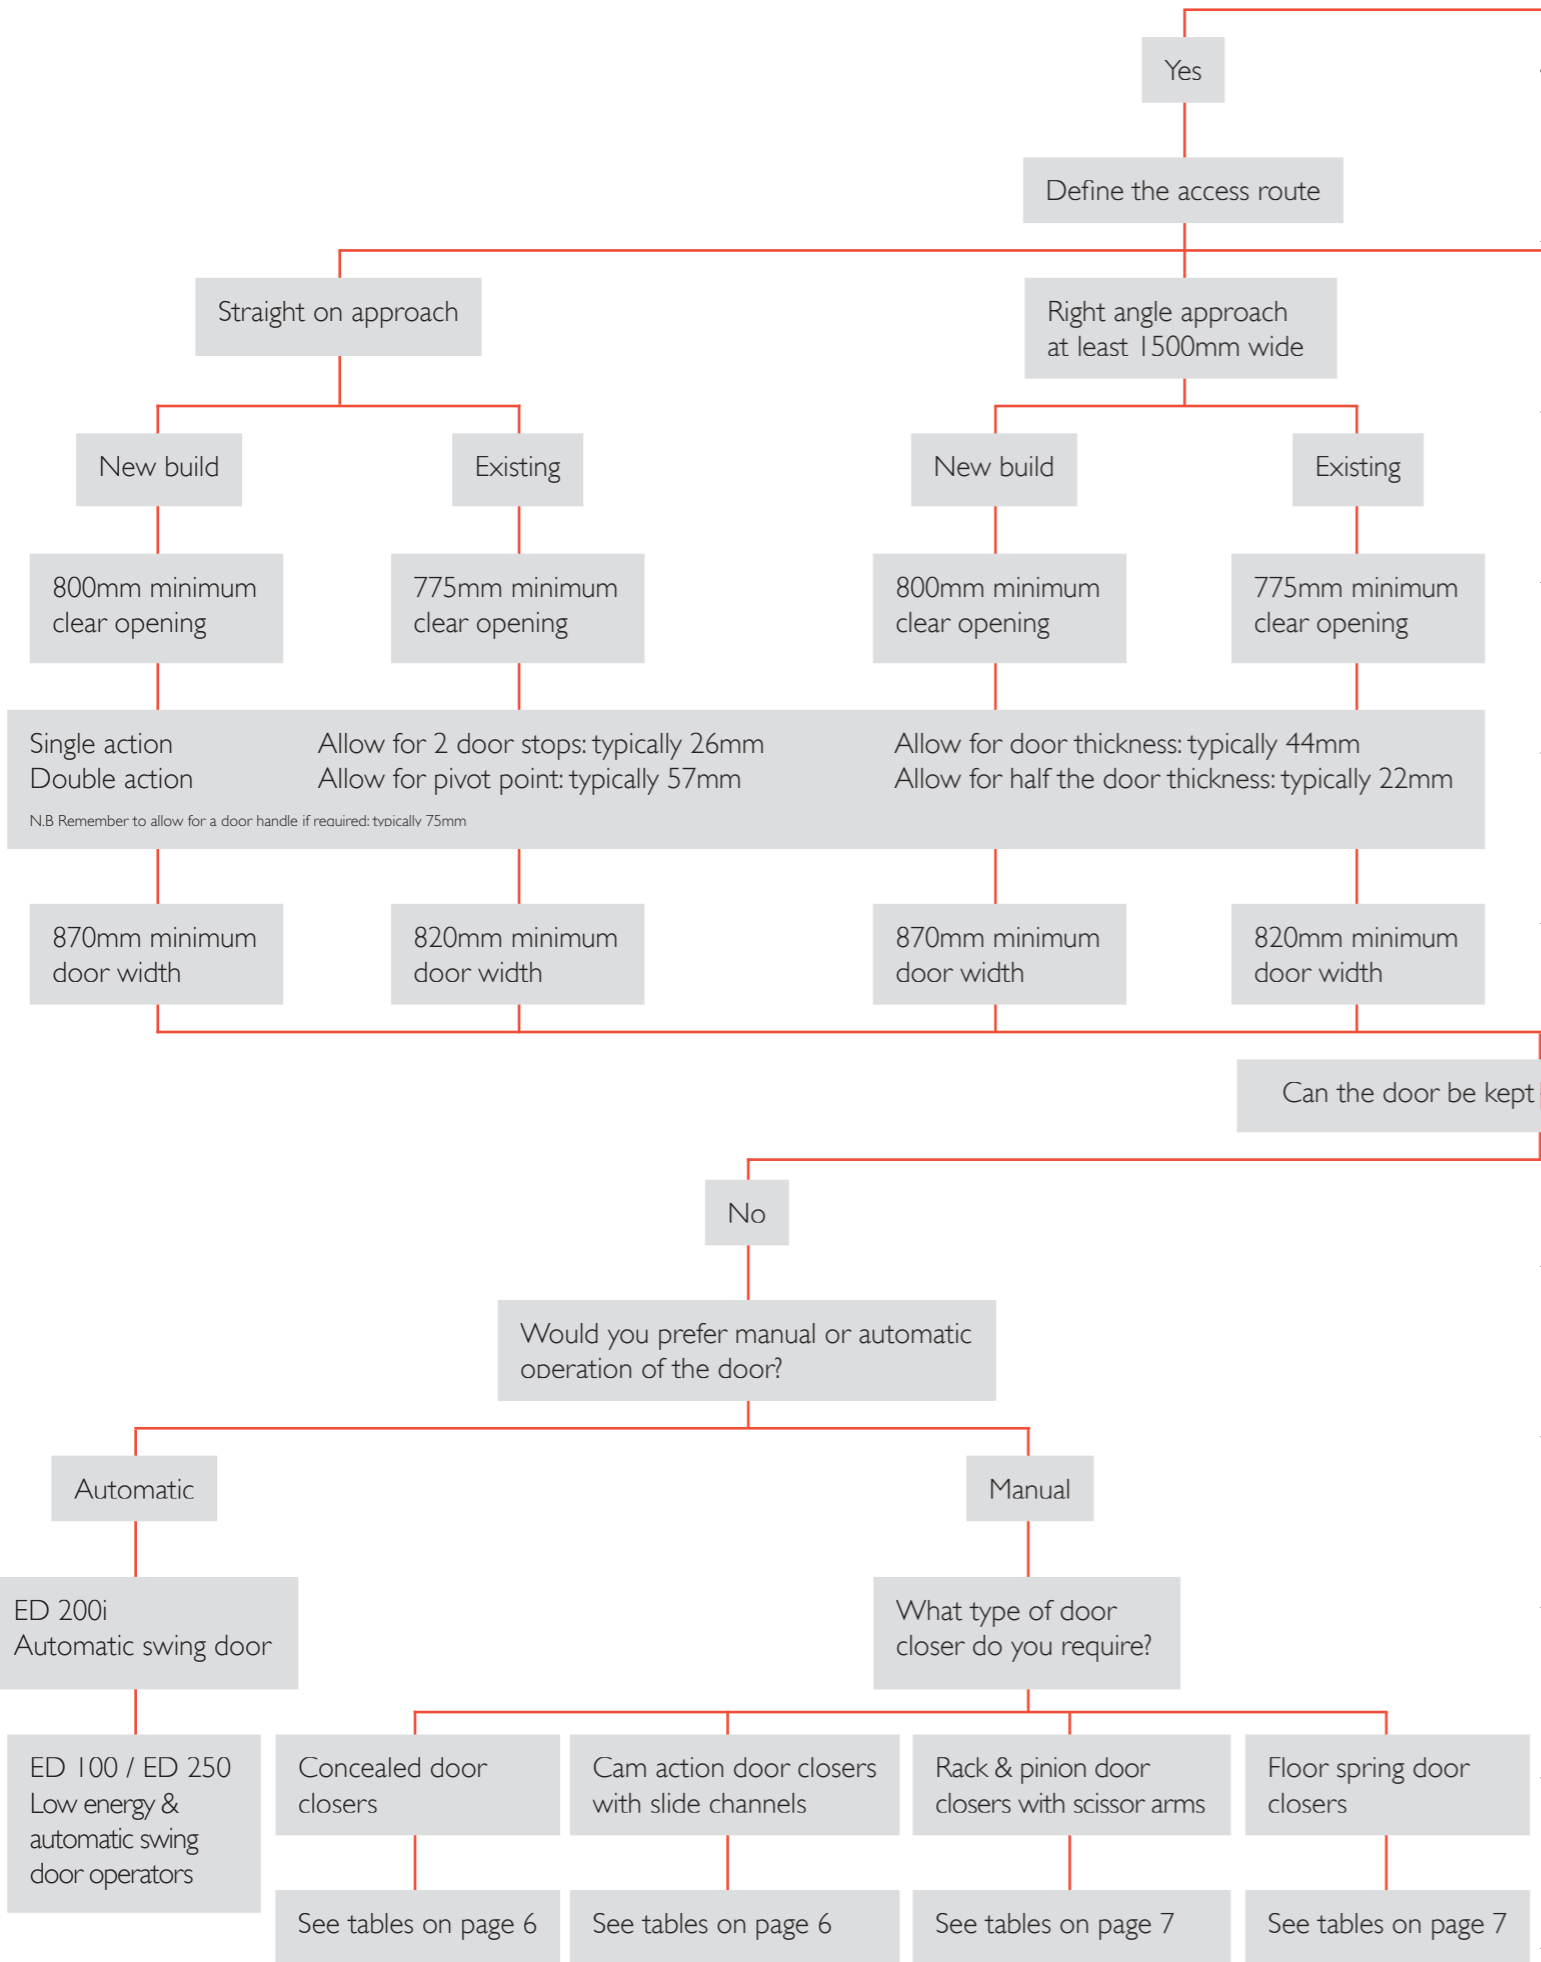 Yes
Define the access route
Straight on approach
Right angle approach
at least 1500mm wide
New build
Existing
New build
Existing
800mm minimum
clear opening
775mm minimum
clear opening
800mm minimum
clear opening
775mm minimum
clear opening
Single action
Double action
Allow for 2 door stops: typically 26mm
Allow for pivot point: typically 57mm
Allow for door thickness: typically 44mm
Allow for half the door thickness: typically 22mm
N.B Remember to allow for a door handle if required: typically 75mm
870mm minimum
door width
820mm minimum
door width
870mm minimum
door width
820mm minimum
door width
Can the door be kept
No
Would you prefer manual or automatic
operation of the door?
Automatic
Manual
ED 200i
Automatic swing door
What type of door
closer do you require?
ED 100 / ED 250
Low energy &
automatic swing
door operators
Concealed door
closers
Cam action door closers
with slide channels
Rack & pinion door
closers with scissor arms
Floor spring door
closers
See tables on page 6
See tables on page 6
See tables on page 7
See tables on page 7